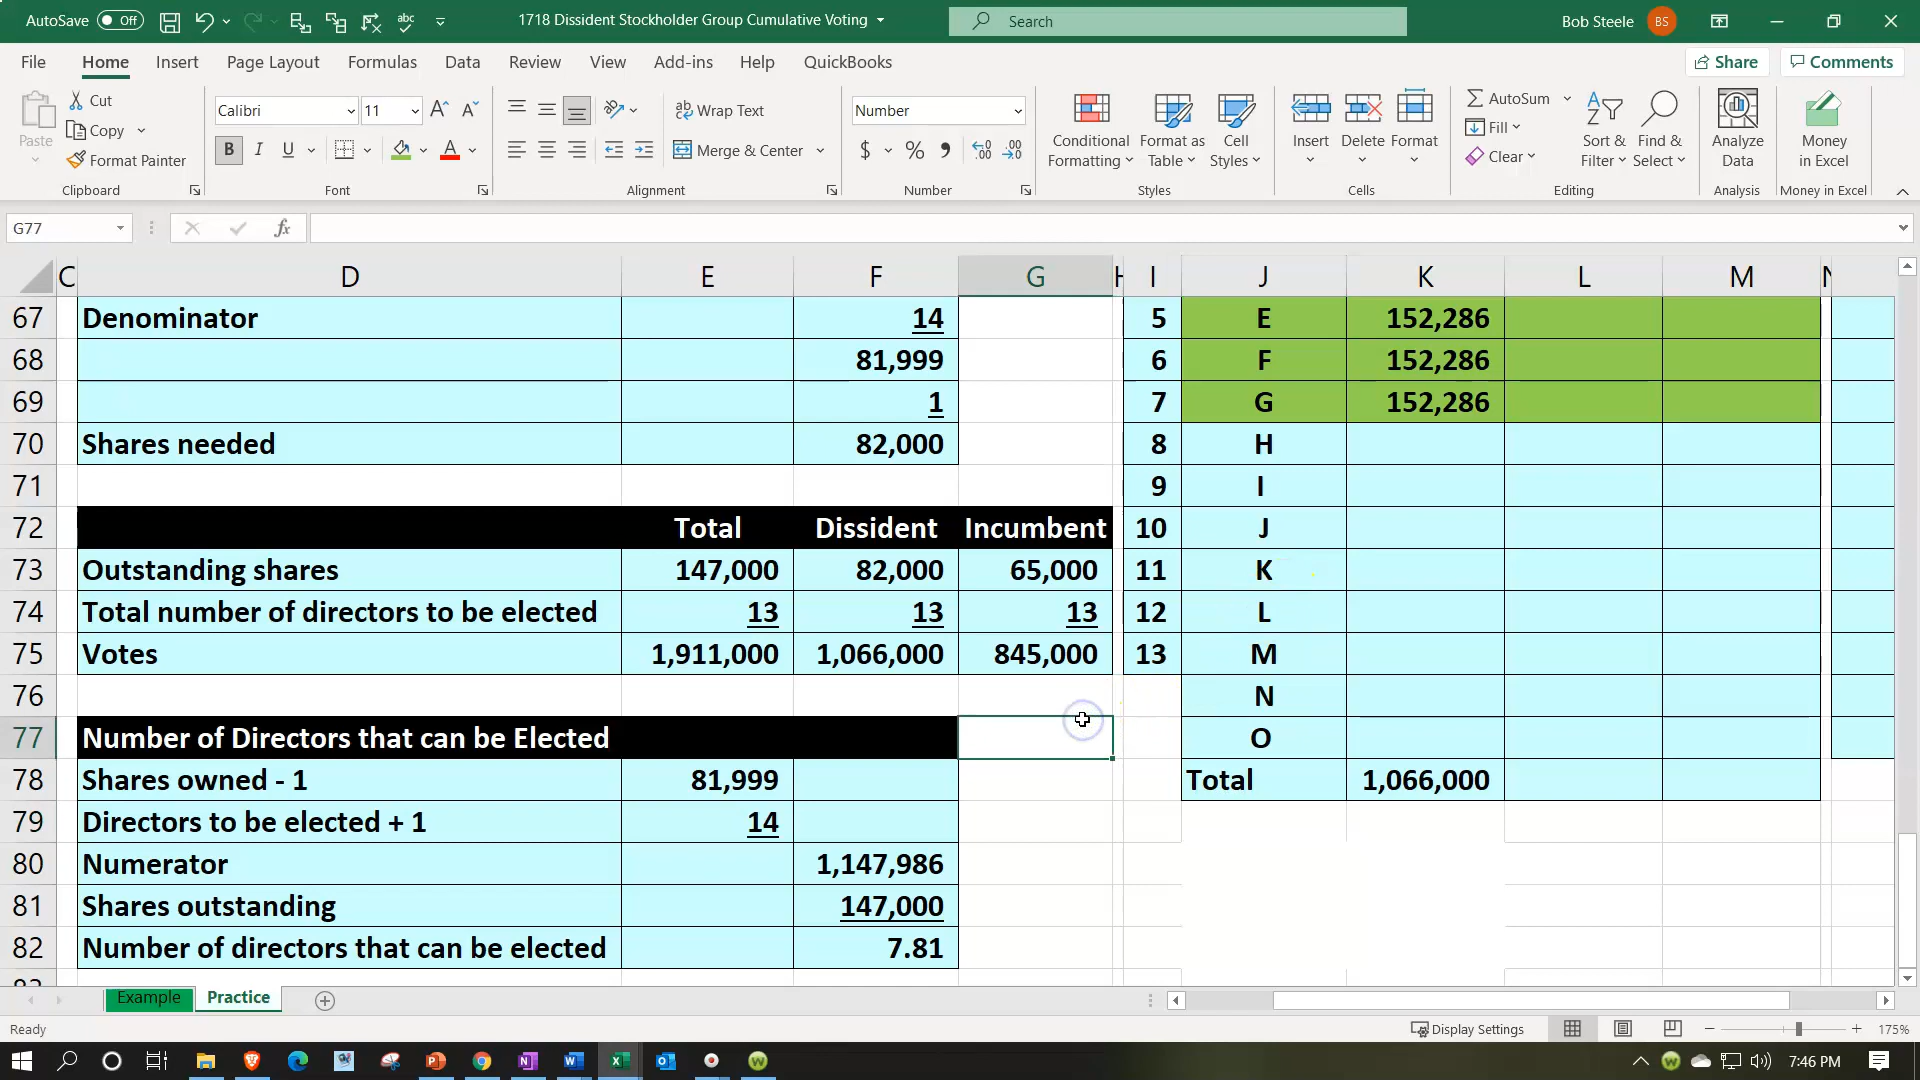 AutoSave Off 1718 Dissident Stockholder Group Cumulative Voting Search Bob Steele BS
File Home Insert Page Layout Formulas Data Review View Add-ins Help QuickBooks Share Comments
Paste Cut Copy Format Painter Clipboard
Calibri 11 B I U Font
Wrap Text Merge & Center Alignment
Number $ % Number
Conditional Formatting Format as Table Cell Styles Styles
Insert Delete Format Cells
AutoSum Fill Clear Sort & Filter Find & Select Editing
Analyze Data Analysis
Money in Excel Money in Excel
G77 fx
C D E F G H I J K L M N
67 Denominator 14 5 E 152,286
68 81,999 6 F 152,286
69 1 7 G 152,286
70 Shares needed 82,000 8 H
71 9 I
72 Total Dissident Incumbent 10 J
73 Outstanding shares 147,000 82,000 65,000 11 K
74 Total number of directors to be elected 13 13 13 12 L
75 Votes 1,911,000 1,066,000 845,000 13 M
76 N
77 Number of Directors that can be Elected O
78 Shares owned - 1 81,999 Total 1,066,000
79 Directors to be elected + 1 14
80 Numerator 1,147,986
81 Shares outstanding 147,000
82 Number of directors that can be elected 7.81
Example Practice
Ready Display Settings 175%
7:46 PM